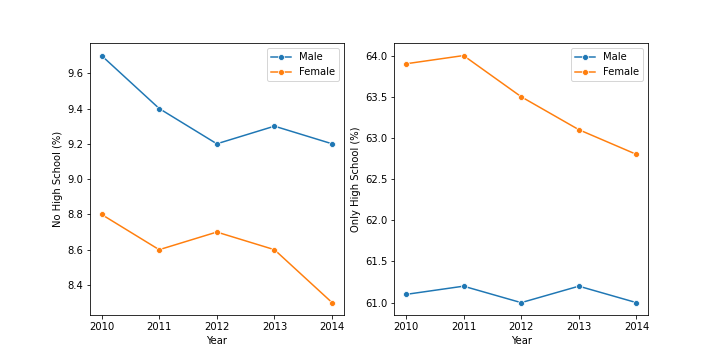 No High School (%)
9.6
9.4
9.2
9.0
8.8
8.6
8.4
2010 2011 2012 2013 2014
Year
Male
Female
Only High School (%)
64.0
63.5
63.0
62.5
62.0
61.5
61.0
2010 2011 2012 2013 2014
Year
Male
Female